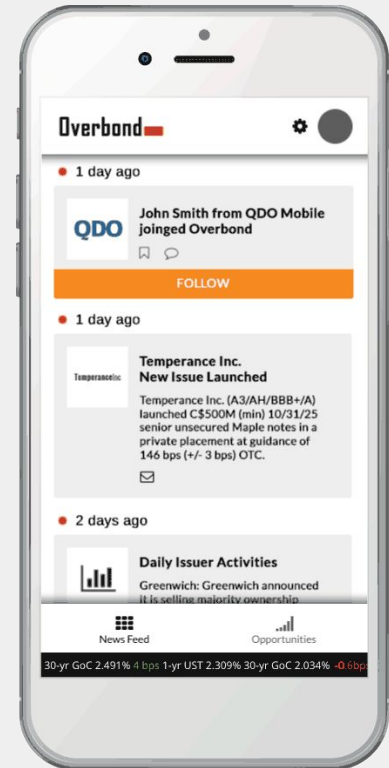 Overbond
1 day ago
QDO
John Smith from QDO Mobile
joinged Overbond
FOLLOW
1 day ago
TemperanceInc
Temperance Inc.
New Issue Launched
Temperance Inc. (A3/AH/BBB+/A)
launched C$500M (min) 10/31/25
senior unsecured Maple notes in a
private placement at guidance of
146 bps (+/- 3 bps) OTC.
2 days ago
Daily Issuer Activities
Greenwich: Greenwich announced
it is selling majority ownership
News Feed
Opportunities
30-yr GoC 2.491% 4 bps 1-yr UST 2.309% 30-yr GoC 2.034% -0.6bps